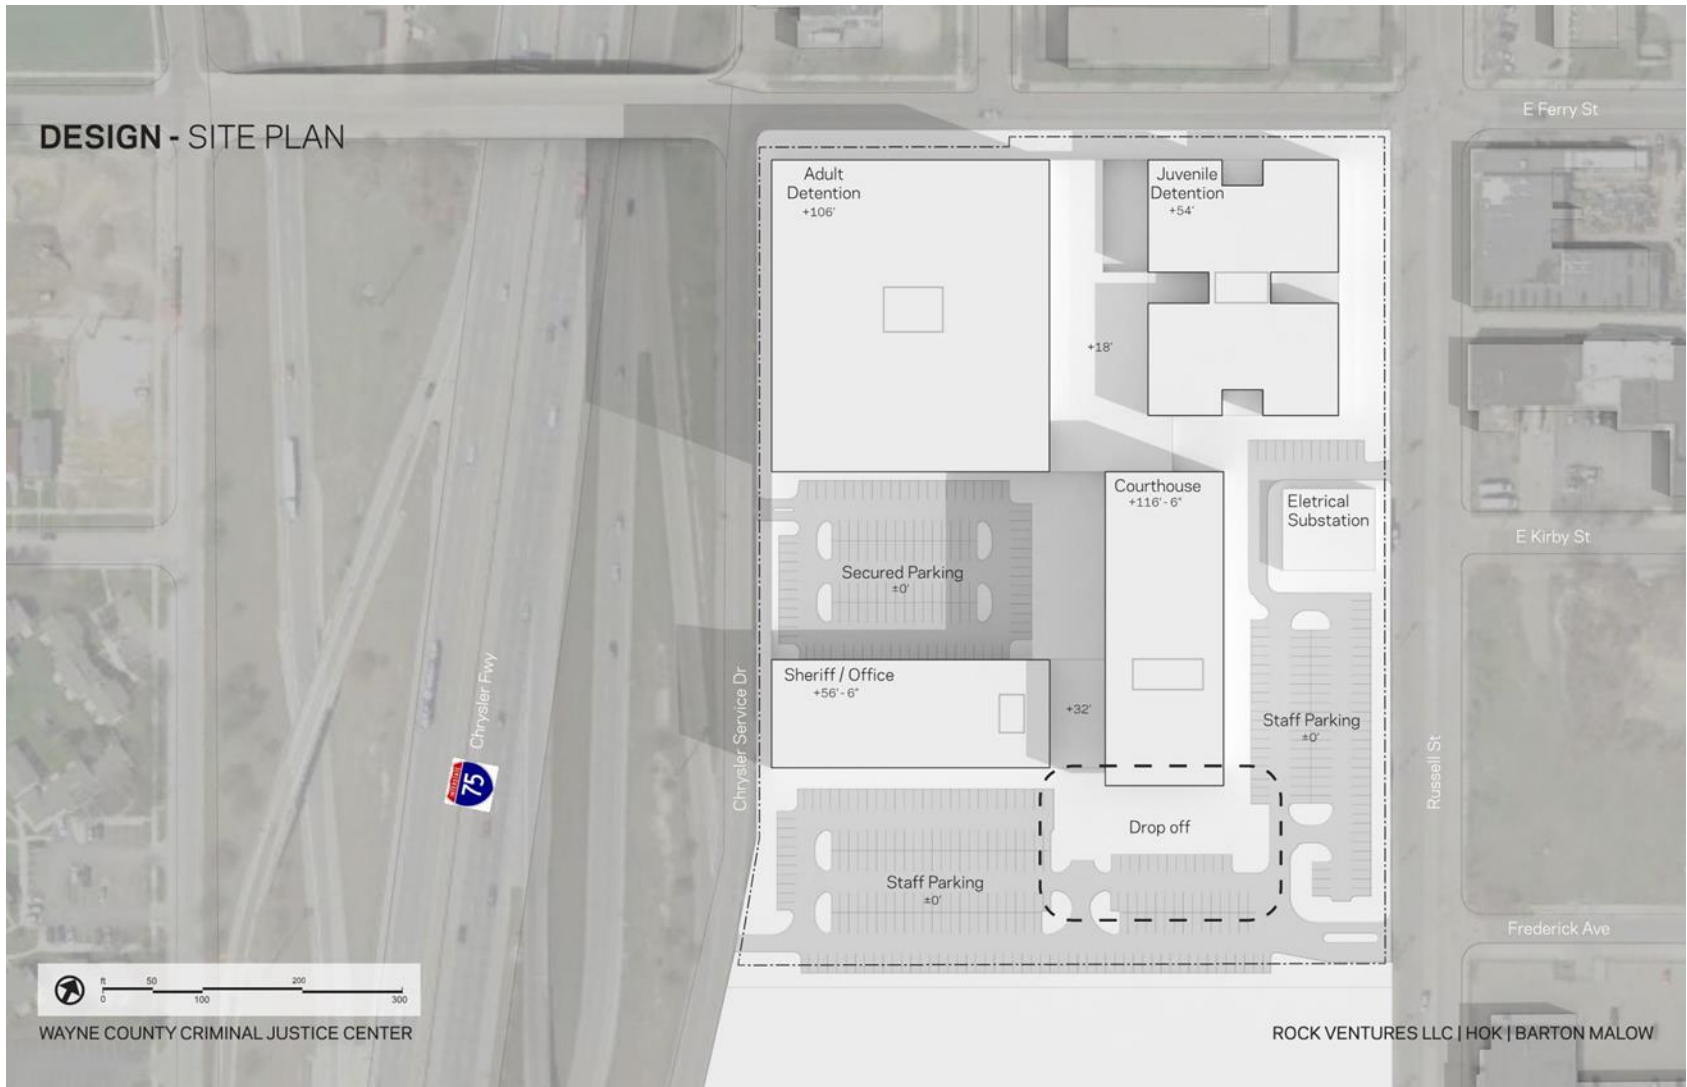 E Ferry St
DESIGN - SITE PLAN
Adult
Detention
+106'
Juvenile
Detention
+54'
+18'
Courthouse
+116'-6"
Eletrical
Substation
E Kirby St
Secured Parking
±0'
Sheriff / Office
+56'-6"
+32'
Staff Parking
±0'
Chrysler Fwy
Chrysler Service Dr
Russell St
INTERSTATE
75
Drop off
Staff Parking
±0'
Frederick Ave
ft 50 200
0 100 300
WAYNE COUNTY CRIMINAL JUSTICE CENTER
ROCK VENTURES LLC | HOK | BARTON MALOW